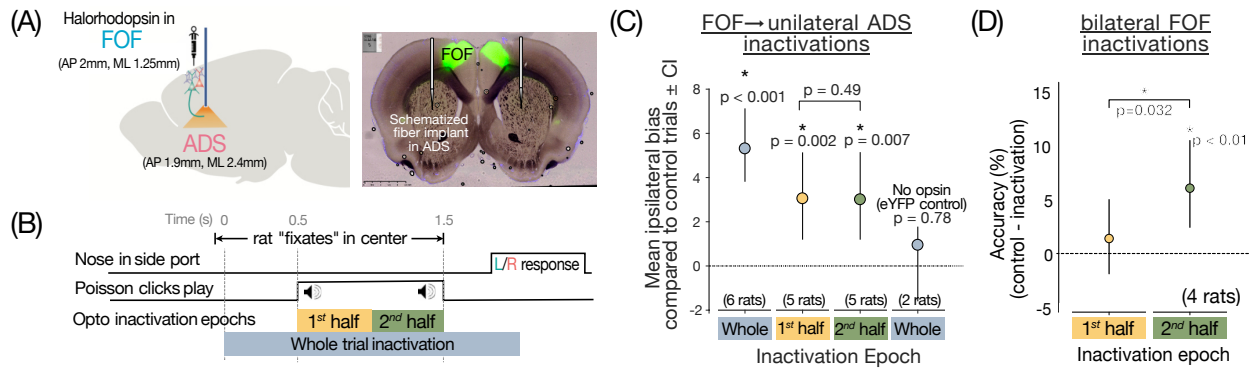 (A)
Halorhodopsin in
FOF
(AP 2mm, ML 1.25mm)
ADS
(AP 1.9mm, ML 2.4mm)
FOF
Schematized
fiber implant
in ADS
(B)
Time (s) 0 0.5 1.5
rat "fixates" in center
Nose in side port
L/R response
Poisson clicks play
Opto inactivation epochs
1st half 2nd half
Whole trial inactivation
(C)
FOF→unilateral ADS
inactivations
Mean ipsilateral bias
compared to control trials ± CI
8
6
4
2
0
-2
*
p < 0.001
p = 0.49
* *
p = 0.002 p = 0.007
No opsin
(eYFP control)
p = 0.78
(6 rats) (5 rats) (5 rats) (2 rats)
Whole 1st half 2nd half Whole
Inactivation Epoch
(D)
bilateral FOF
inactivations
Accuracy (%)
(control - inactivation)
15
10
5
0
-5
*
p=0.032
*
p < 0.01
(4 rats)
1st half 2nd half
Inactivation epoch